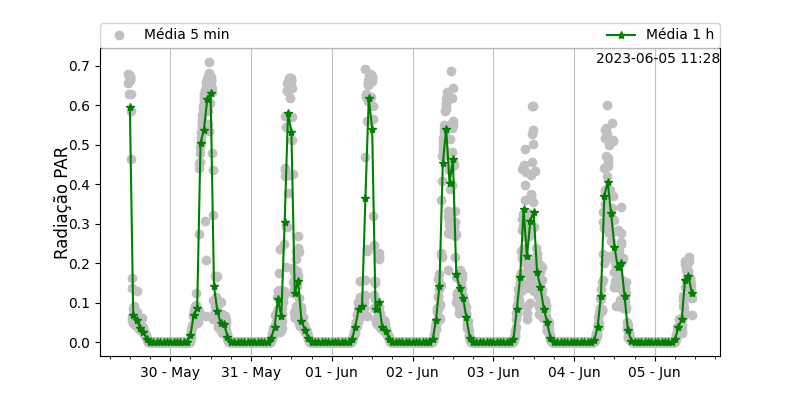 Média 5 min
Média 1 h
2023-06-05 11:28
Radiação PAR
0.7
0.6
0.5
0.4
0.3
0.2
0.1
0.0
30 - May
31 - May
01 - Jun
02 - Jun
03 - Jun
04 - Jun
05 - Jun